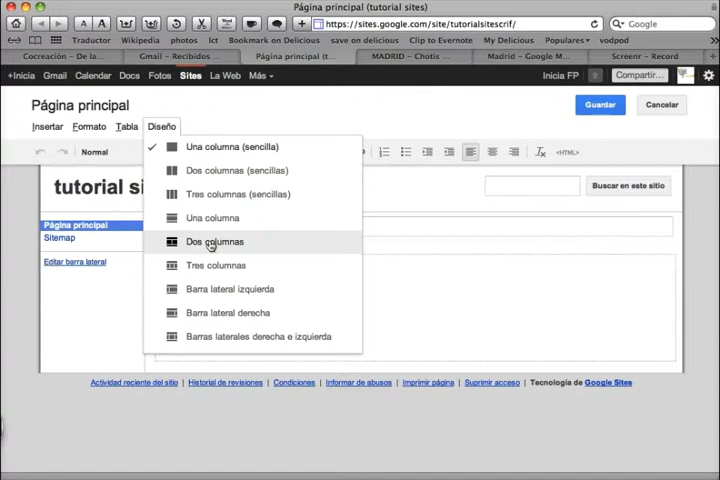 Página principal (tutorial sites)
https://sites.google.com/site/tutorialsitescrif/
Google
Traductor Wikipedia photos lct Bookmark on Delicious save on delicious Clip to Evernote My Delicious Populares vodpod
Cocreación – De la... Gmail – Recibidos Página principal (t... MADRID – Chotis Madrid – Google M... Screenr – Record
+Inicia Gmail Calendar Docs Fotos Sites La Web Más Inicia FP 0 Compartir...
Página principal
Guardar Cancelar
Insertar Formato Tabla Diseño
Normal
<HTML>
Una columna (sencilla)
Dos columnas (sencillas)
Tres columnas (sencillas)
Una columna
Dos columnas
Tres columnas
Barra lateral izquierda
Barra lateral derecha
Barras laterales derecha e izquierda
tutorial si
Buscar en este sitio
Página principal
Sitemap
Editar barra lateral
Actividad reciente del sitio | Historial de revisiones | Condiciones | Informar de abusos | Imprimir página | Suprimir acceso | Tecnología de Google Sites